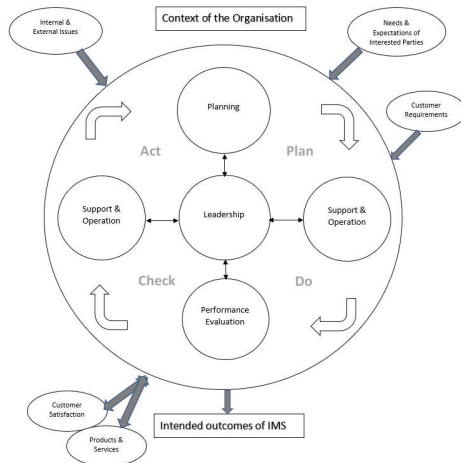 Context of the Organisation
Internal &
External Issues
Needs &
Expectations of
Interested Parties
Customer
Requirements
Planning
Act
Plan
Support &
Operation
Leadership
Support &
Operation
Check
Do
Performance
Evaluation
Customer
Satisfaction
Products &
Services
Intended outcomes of IMS